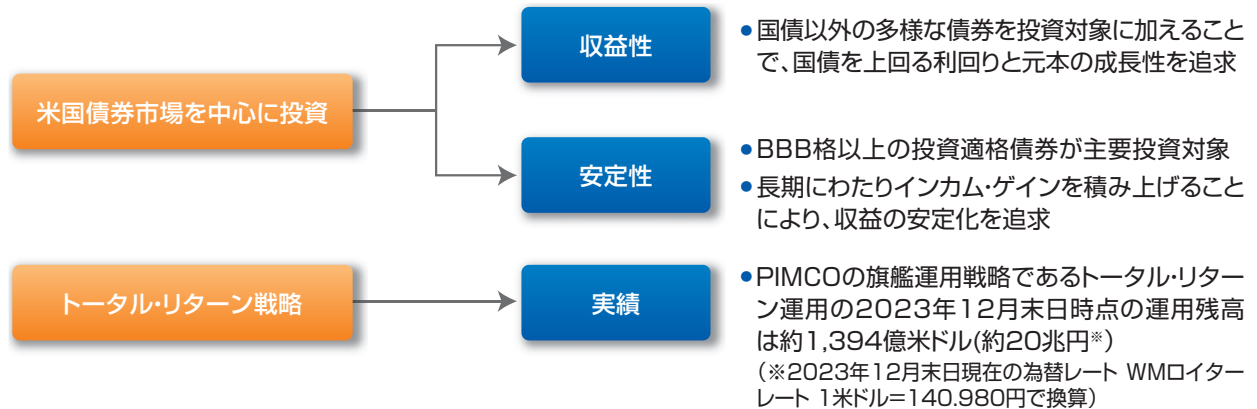 米国債券市場を中心に投資
収益性
●国債以外の多様な債券を投資対象に加えること
で、国債を上回る利回りと元本の成長性を追求
安定性
●BBB格以上の投資適格債券が主要投資対象
●長期にわたりインカム・ゲインを積み上げること
により、収益の安定化を追求
トータル・リターン戦略
実績
●PIMCOの旗艦運用戦略であるトータル・リター
ン運用の2023年12月末日時点の運用残高
は約1,394億米ドル(約20兆円※)
(※2023年12月末日現在の為替レート WMロイター
レート 1米ドル=140.980円で換算)